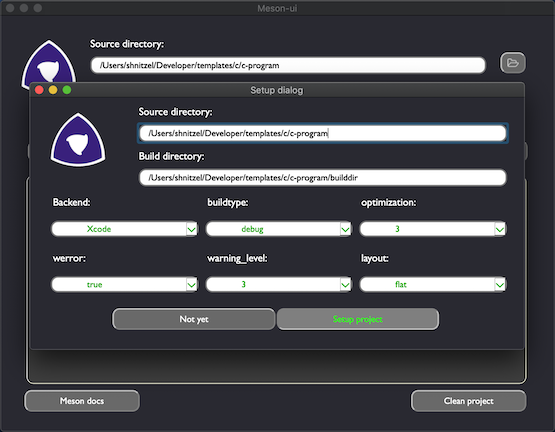 Meson-ui
Source directory:
/Users/shnitzel/Developer/templates/c/c-program
Setup dialog
Source directory:
/Users/shnitzel/Developer/templates/c/c-program
Build directory:
/Users/shnitzel/Developer/templates/c/c-program/builddir
Backend: buildtype: optimization:
Xcode debug 3
werror: warning_level: layout:
true 3 flat
Not yet Setup project
Meson docs Clean project